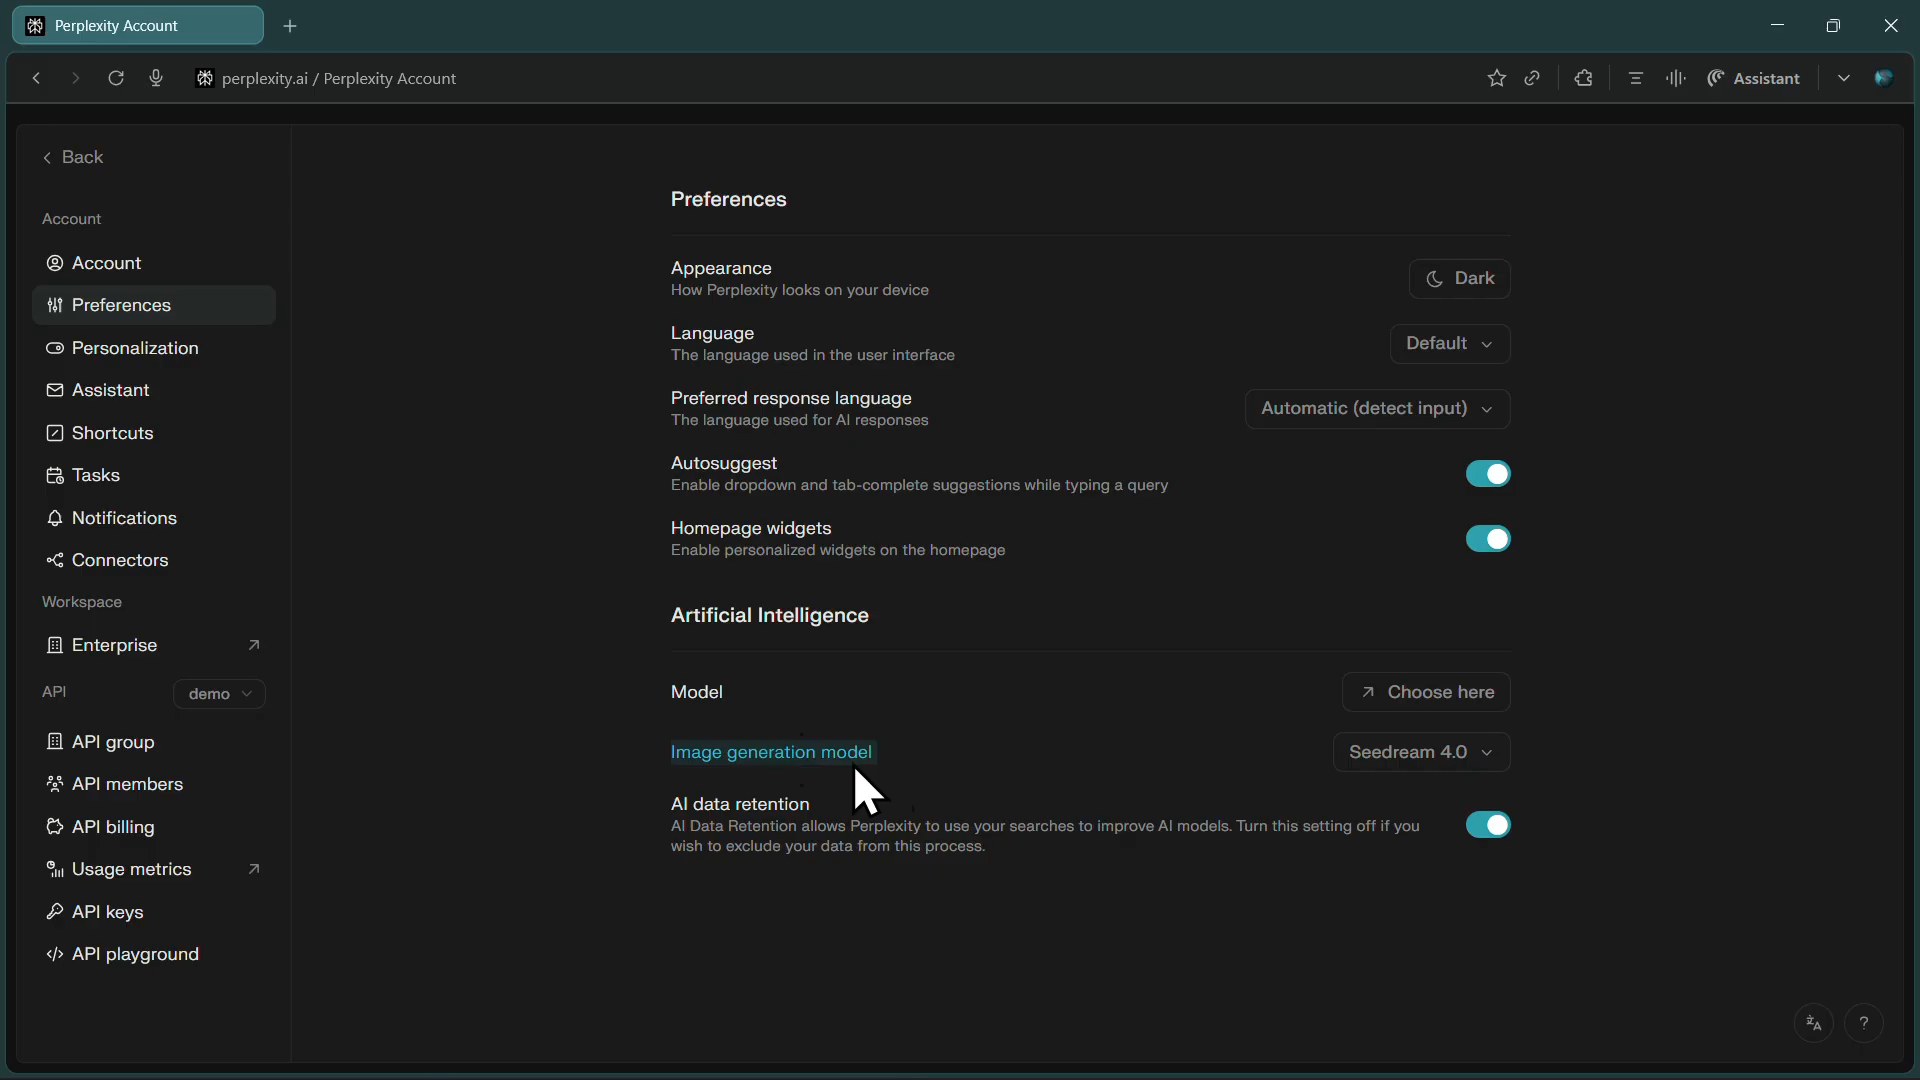 Perplexity Account
perplexity.ai / Perplexity Account
Assistant
Back
Account
Account
Preferences
Personalization
Assistant
Shortcuts
Tasks
Notifications
Connectors
Workspace
Enterprise
API
demo
API group
API members
API billing
Usage metrics
API keys
API playground
Preferences
Appearance
How Perplexity looks on your device
Dark
Language
The language used in the user interface
Default
Preferred response language
The language used for AI responses
Automatic (detect input)
Autosuggest
Enable dropdown and tab-complete suggestions while typing a query
Homepage widgets
Enable personalized widgets on the homepage
Artificial Intelligence
Model
Choose here
Image generation model
Seedream 4.0
AI data retention
AI Data Retention allows Perplexity to use your searches to improve AI models. Turn this setting off if you
wish to exclude your data from this process.
?